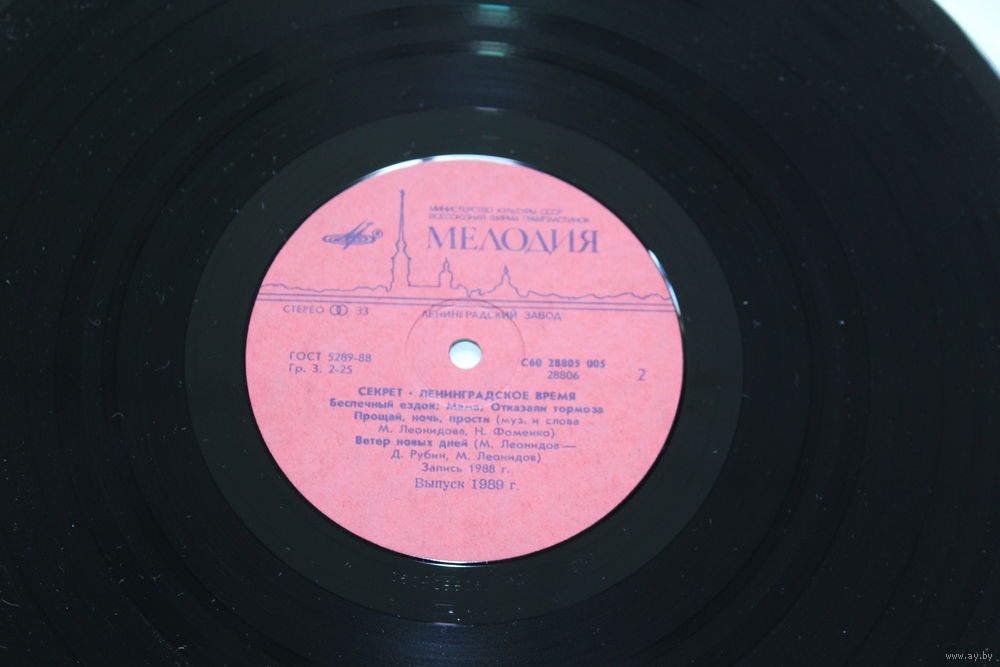 МИНИСТЕРСТВО КУЛЬТУРЫ СССР
ВСЕСОЮЗНАЯ ФИРМА ГРАМПЛАСТИНОК
МЕЛОДИЯ
СТЕРЕО 33
ЛЕНИНГРАДСКИЙ ЗАВОД
ГОСТ 5289-88
Гр. 3. 2-25
С60 28805 005
28806
2
СЕКРЕТ • ЛЕНИНГРАДСКОЕ ВРЕМЯ
Беспечный ездок; Мама; Отказали тормоза
Прощай, ночь, прости (муз. и слова
М. Леонидова, Н. Фоменко)
Ветер новых дней (М. Леонидов —
Д. Рубин, М. Леонидов)
Запись 1988 г.
Выпуск 1989 г.
www.ay.by